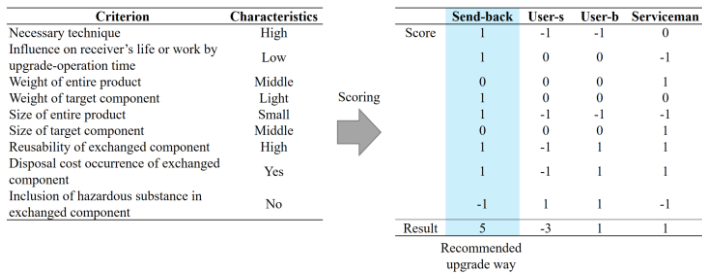 Criterion Characteristics
Necessary technique High
Influence on receiver's life or work by
upgrade-operation time Low
Weight of entire product Middle
Weight of target component Light
Size of entire product Small
Size of target component Middle
Reusability of exchanged component High
Disposal cost occurrence of exchanged
component Yes
Inclusion of hazardous substance in
exchanged component No
Scoring
Send-back User-s User-b Serviceman
Score 1 -1 -1 0
1 0 0 -1
0 0 0 1
1 0 0 0
1 -1 -1 -1
0 0 0 1
1 -1 1 1
1 -1 1 1
-1 1 1 -1
Result 5 -3 1 1
Recommended
upgrade way